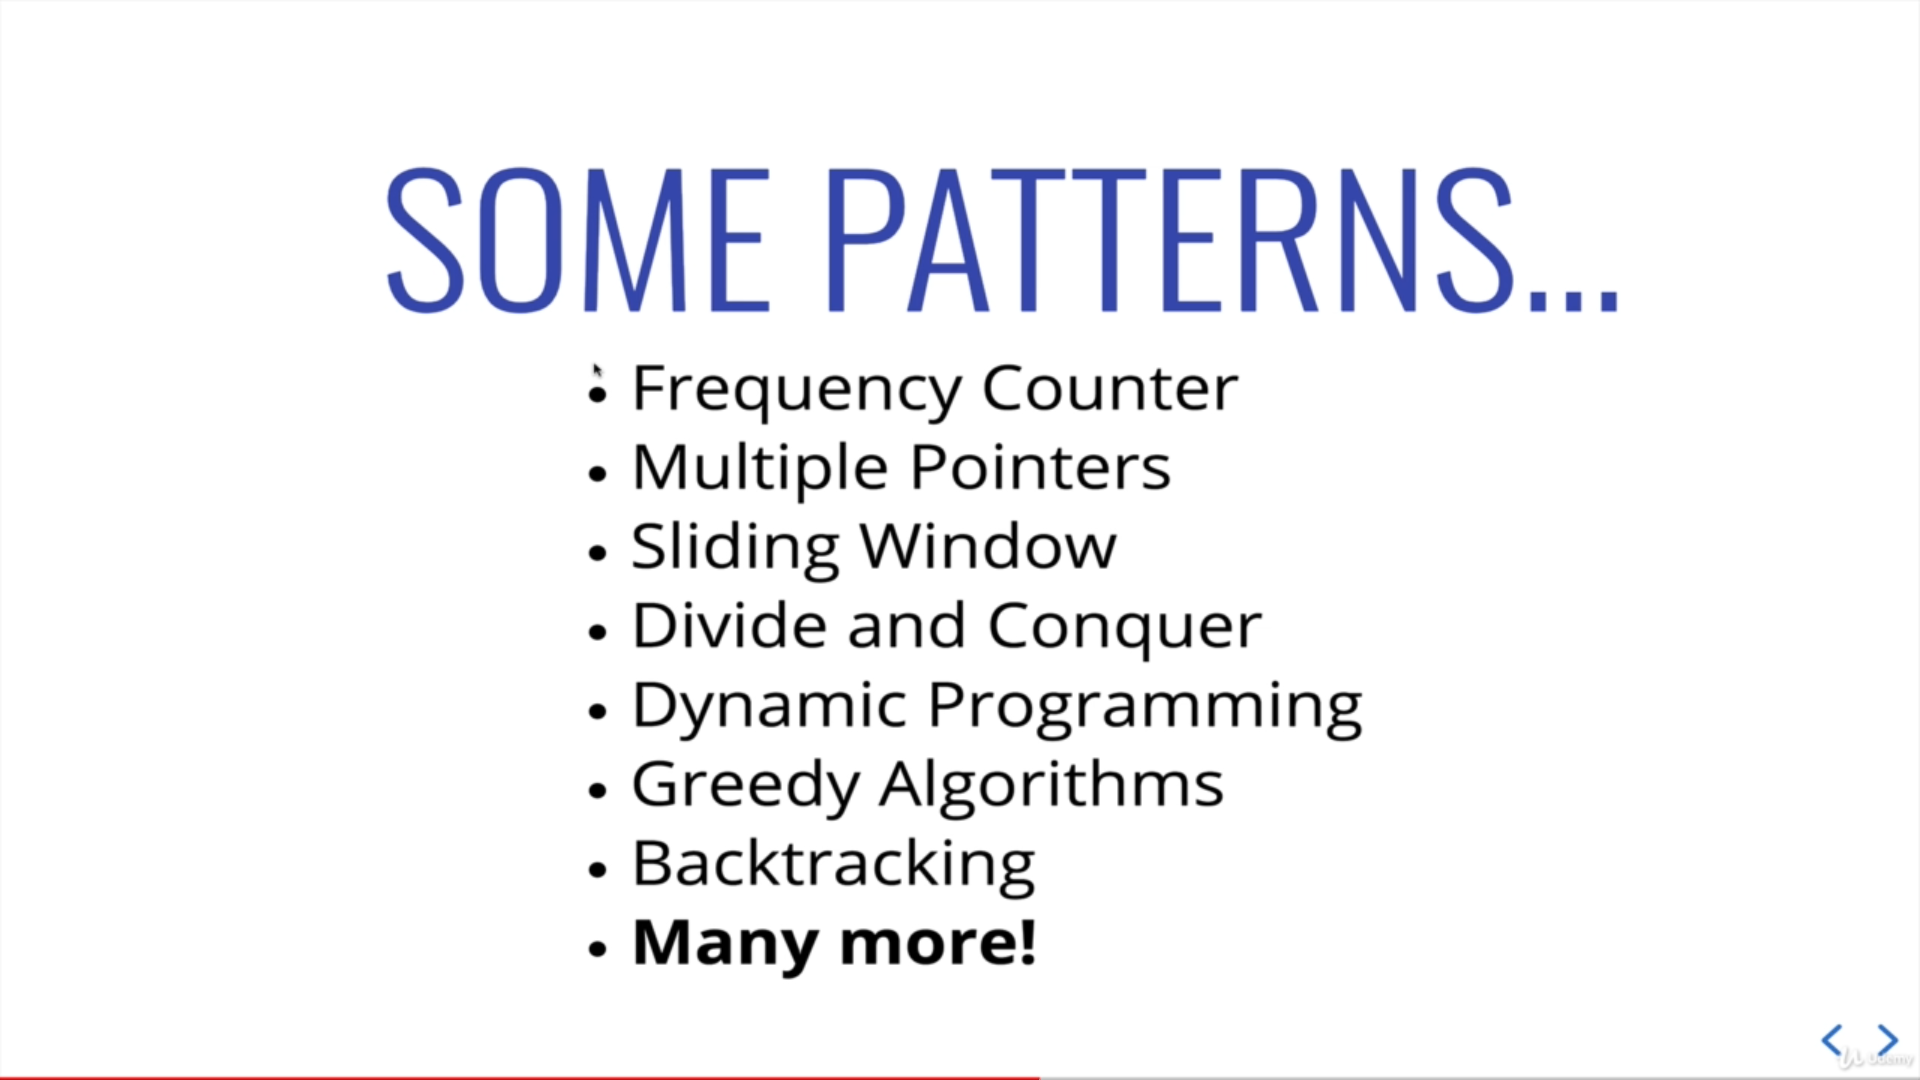 SOME PATTERNS...
Frequency Counter
Multiple Pointers
Sliding Window
Divide and Conquer
Dynamic Programming
Greedy Algorithms
Backtracking
Many more!
Udemy